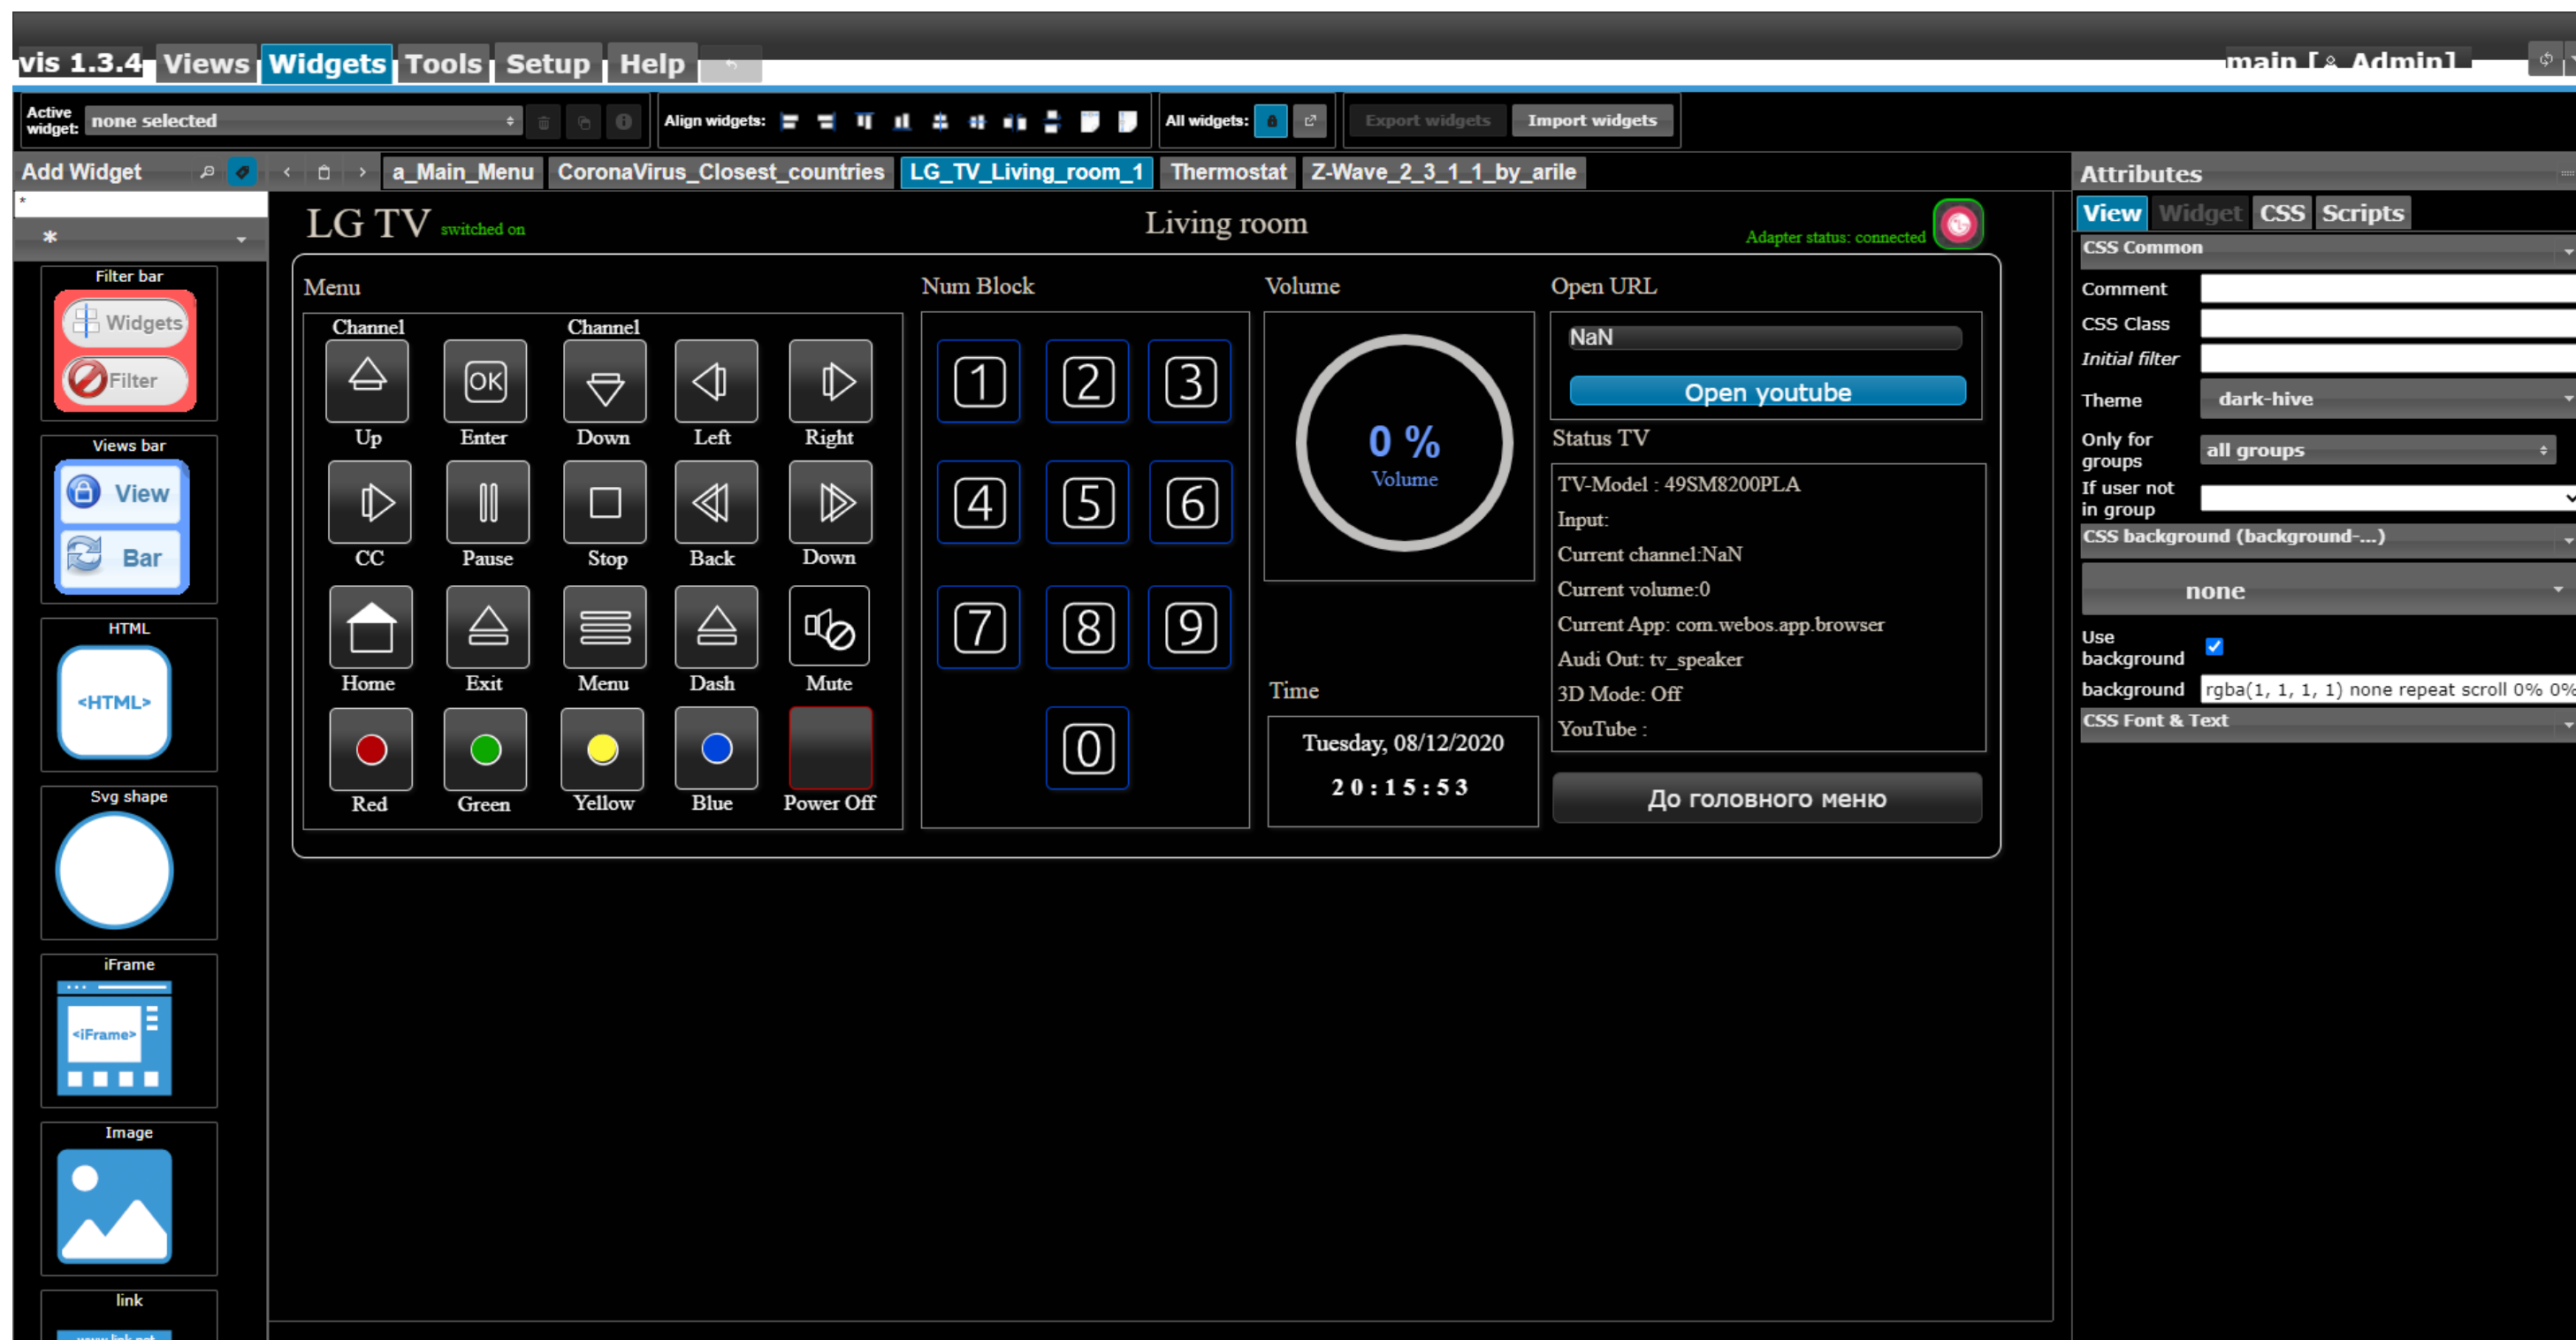 vis 1.3.4 Views Widgets Tools Setup Help
main [ Admin]
Active widget: none selected
Align widgets:
All widgets:
Export widgets Import widgets
Add Widget
a_Main_Menu CoronaVirus_Closest_countries LG_TV_Living_room_1 Thermostat Z-Wave_2_3_1_1_by_arile
*
*
Filter bar
Widgets
Filter
Views bar
View
Bar
HTML
<HTML>
Svg shape
iFrame
<iFrame>
Image
link
LG TV switched on
Living room
Adapter status: connected
Menu
Channel Channel
OK
Up Enter Down Left Right
CC Pause Stop Back Down
Home Exit Menu Dash Mute
Red Green Yellow Blue Power Off
Num Block
1 2 3
4 5 6
7 8 9
0
Volume
0 %
Volume
Time
Tuesday, 08/12/2020
20:15:53
Open URL
NaN
Open youtube
Status TV
TV-Model : 49SM8200PLA
Input:
Current channel:NaN
Current volume:0
Current App: com.webos.app.browser
Audi Out: tv_speaker
3D Mode: Off
YouTube :
До головного меню
Attributes
View Widget CSS Scripts
CSS Common
Comment
CSS Class
Initial filter
Theme dark-hive
Only for groups all groups
If user not in group
CSS background (background-...)
none
Use background
background rgba(1, 1, 1, 1) none repeat scroll 0% 0%
CSS Font & Text